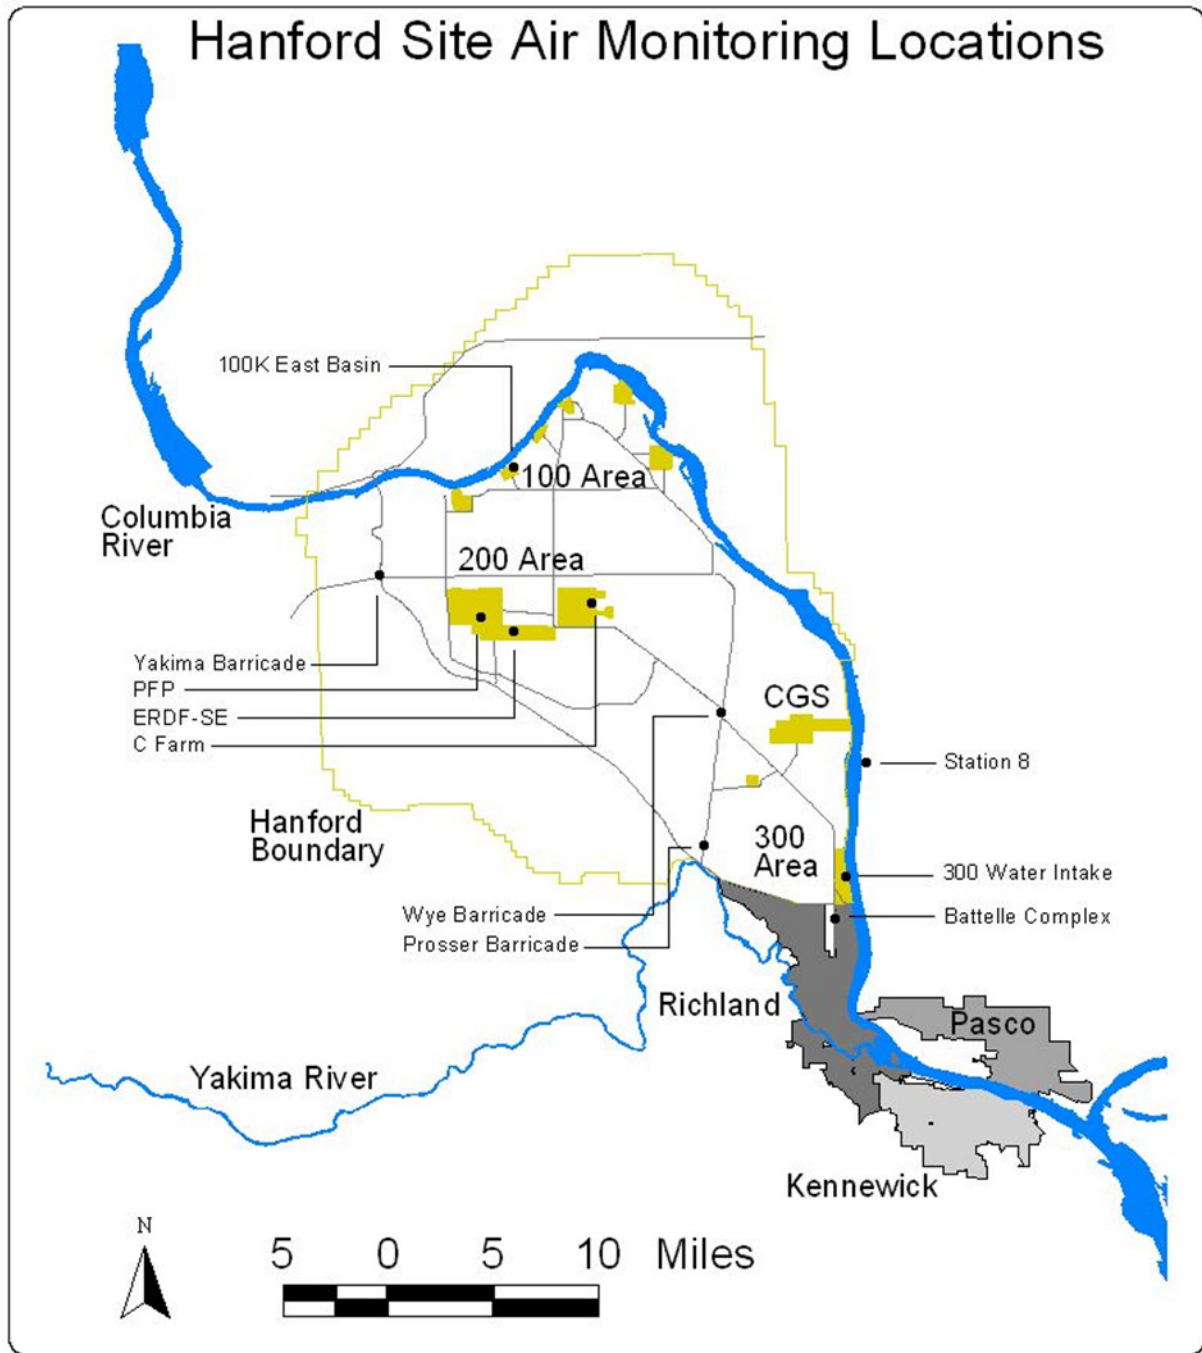 Hanford Site Air Monitoring Locations
100K East Basin
100 Area
Columbia
River
200 Area
Yakima Barricade
PFP
ERDF-SE
C Farm
CGS
Station 8
Hanford
Boundary
300
Area
300 Water Intake
Wye Barricade
Battelle Complex
Prosser Barricade
Richland
Pasco
Yakima River
Kennewick
N
5 0 5 10 Miles